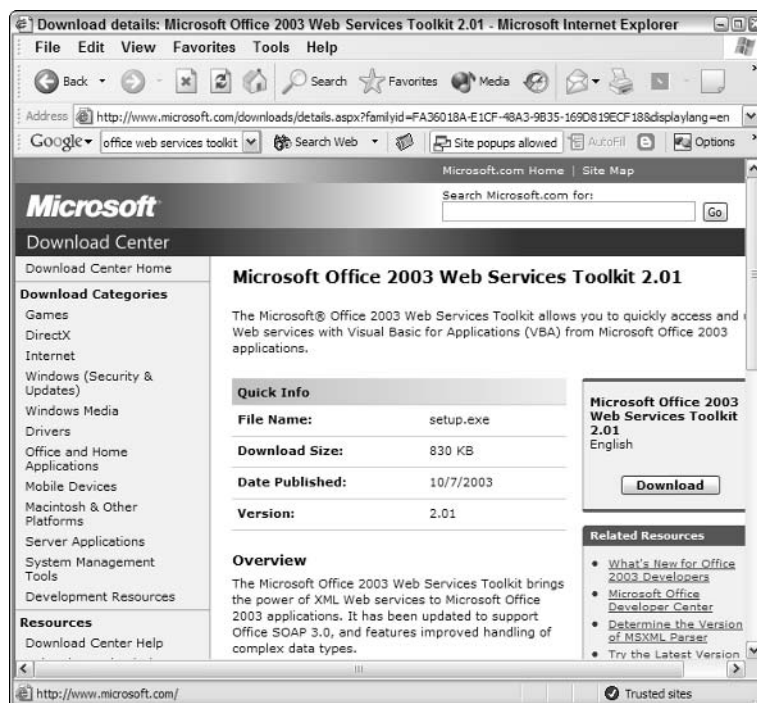 Download details: Microsoft Office 2003 Web Services Toolkit 2.01 - Microsoft Internet Explorer
File Edit View Favorites Tools Help
Back Search Favorites Media
Address http://www.microsoft.com/downloads/details.aspx?familyid=FA36018A-E1CF-48A3-9B35-169D819ECF18&displaylang=en
Google office web services toolkit Search Web Site popups allowed AutoFill Options
Microsoft.com Home | Site Map
Microsoft
Search Microsoft.com for:
Go
Download Center
Download Center Home
Download Categories
Games
DirectX
Internet
Windows (Security &
Updates)
Windows Media
Drivers
Office and Home
Applications
Mobile Devices
Macintosh & Other
Platforms
Server Applications
System Management
Tools
Development Resources
Resources
Download Center Help
Microsoft Office 2003 Web Services Toolkit 2.01
The Microsoft® Office 2003 Web Services Toolkit allows you to quickly access and
Web services with Visual Basic for Applications (VBA) from Microsoft Office 2003
applications.
Quick Info
File Name: setup.exe
Download Size: 830 KB
Date Published: 10/7/2003
Version: 2.01
Overview
The Microsoft Office 2003 Web Services Toolkit brings
the power of XML Web services to Microsoft Office
2003 applications. It has been updated to support
Office SOAP 3.0, and features improved handling of
complex data types.
Microsoft Office 2003
Web Services Toolkit
2.01
English
Download
Related Resources
• What's New for Office
2003 Developers
• Microsoft Office
Developer Center
• Determine the Version
of MSXML Parser
• Try the Latest Version
http://www.microsoft.com/
Trusted sites